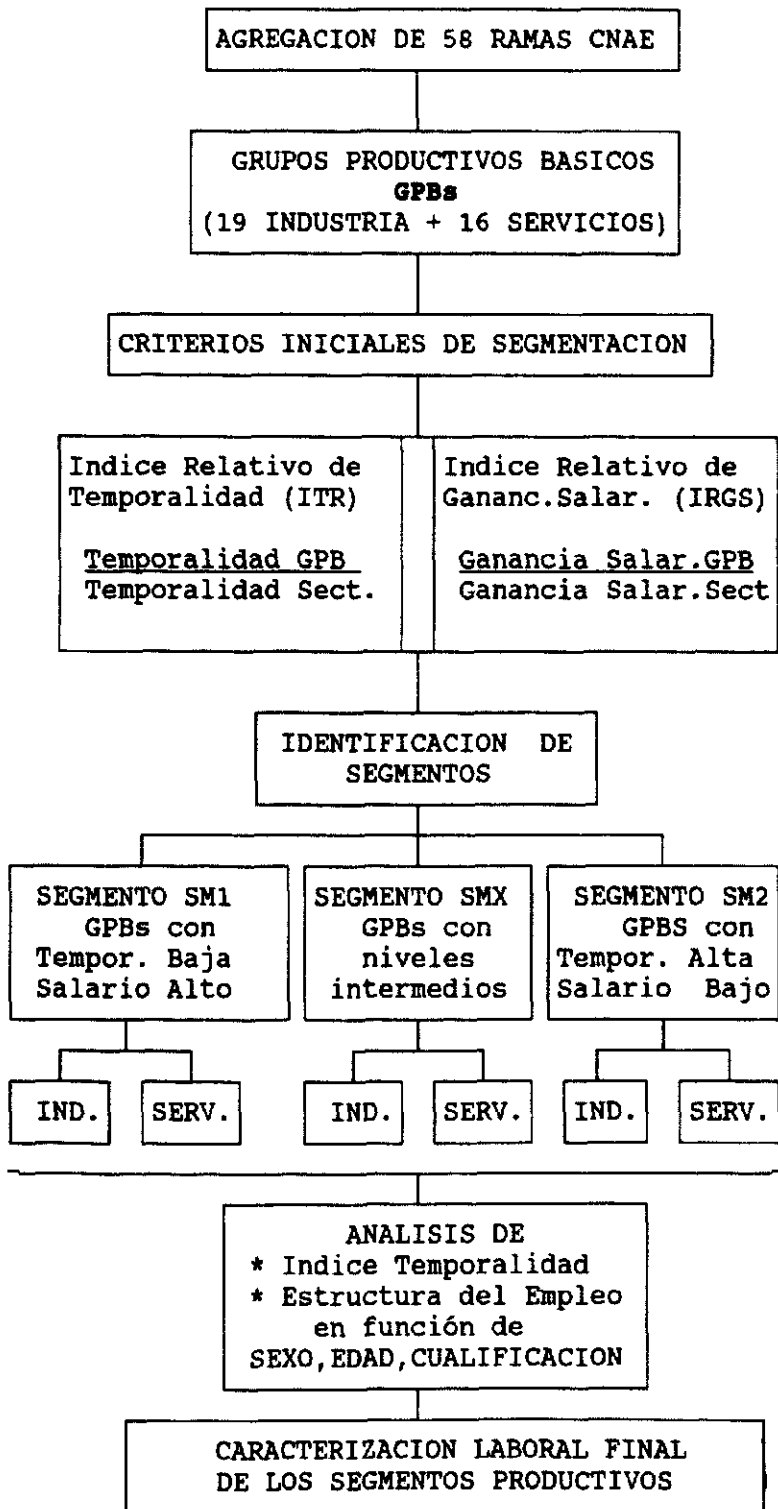 AGREGACION DE 58 RAMAS CNAE
GRUPOS PRODUCTIVOS BASICOS
GPBs
(19 INDUSTRIA + 16 SERVICIOS)
CRITERIOS INICIALES DE SEGMENTACION
Indice Relativo de
Temporalidad (ITR)
Temporalidad GPB
Temporalidad Sect.
Indice Relativo de
Gananc.Salar. (IRGS)
Ganancia Salar.GPB
Ganancia Salar.Sect
IDENTIFICACION DE
SEGMENTOS
SEGMENTO SM1
GPBs con
Tempor. Baja
Salario Alto
SEGMENTO SMX
GPBs con
niveles
intermedios
SEGMENTO SM2
GPBS con
Tempor. Alta
Salario Bajo
IND.
SERV.
IND.
SERV.
IND.
SERV.
ANALISIS DE
* Indice Temporalidad
* Estructura del Empleo
en función de
SEXO,EDAD,CUALIFICACION
CARACTERIZACION LABORAL FINAL
DE LOS SEGMENTOS PRODUCTIVOS